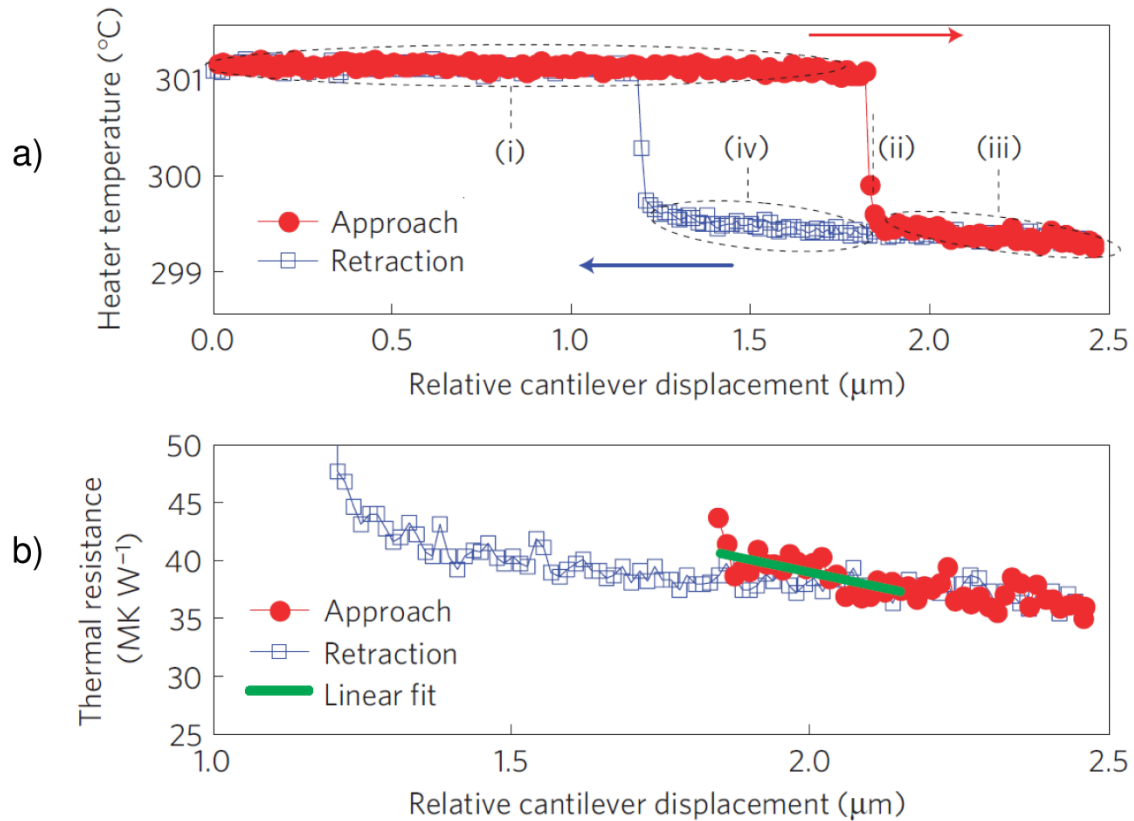 a)
Heater temperature (°C)
301
300
299
(i)
(iv)
(ii)
(iii)
Approach
Retraction
0.0
0.5
1.0
1.5
2.0
2.5
Relative cantilever displacement (μm)
b)
Thermal resistance
(MK W⁻¹)
50
45
40
35
30
25
Approach
Retraction
Linear fit
1.0
1.5
2.0
2.5
Relative cantilever displacement (μm)